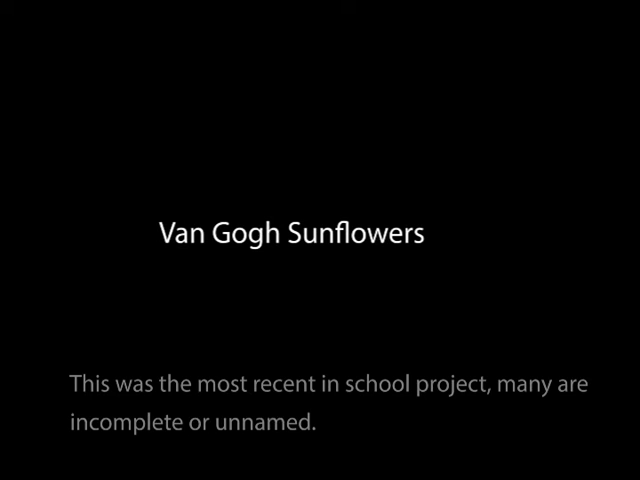 Van Gogh Sunflowers
This was the most recent in school project, many are
incomplete or unnamed.